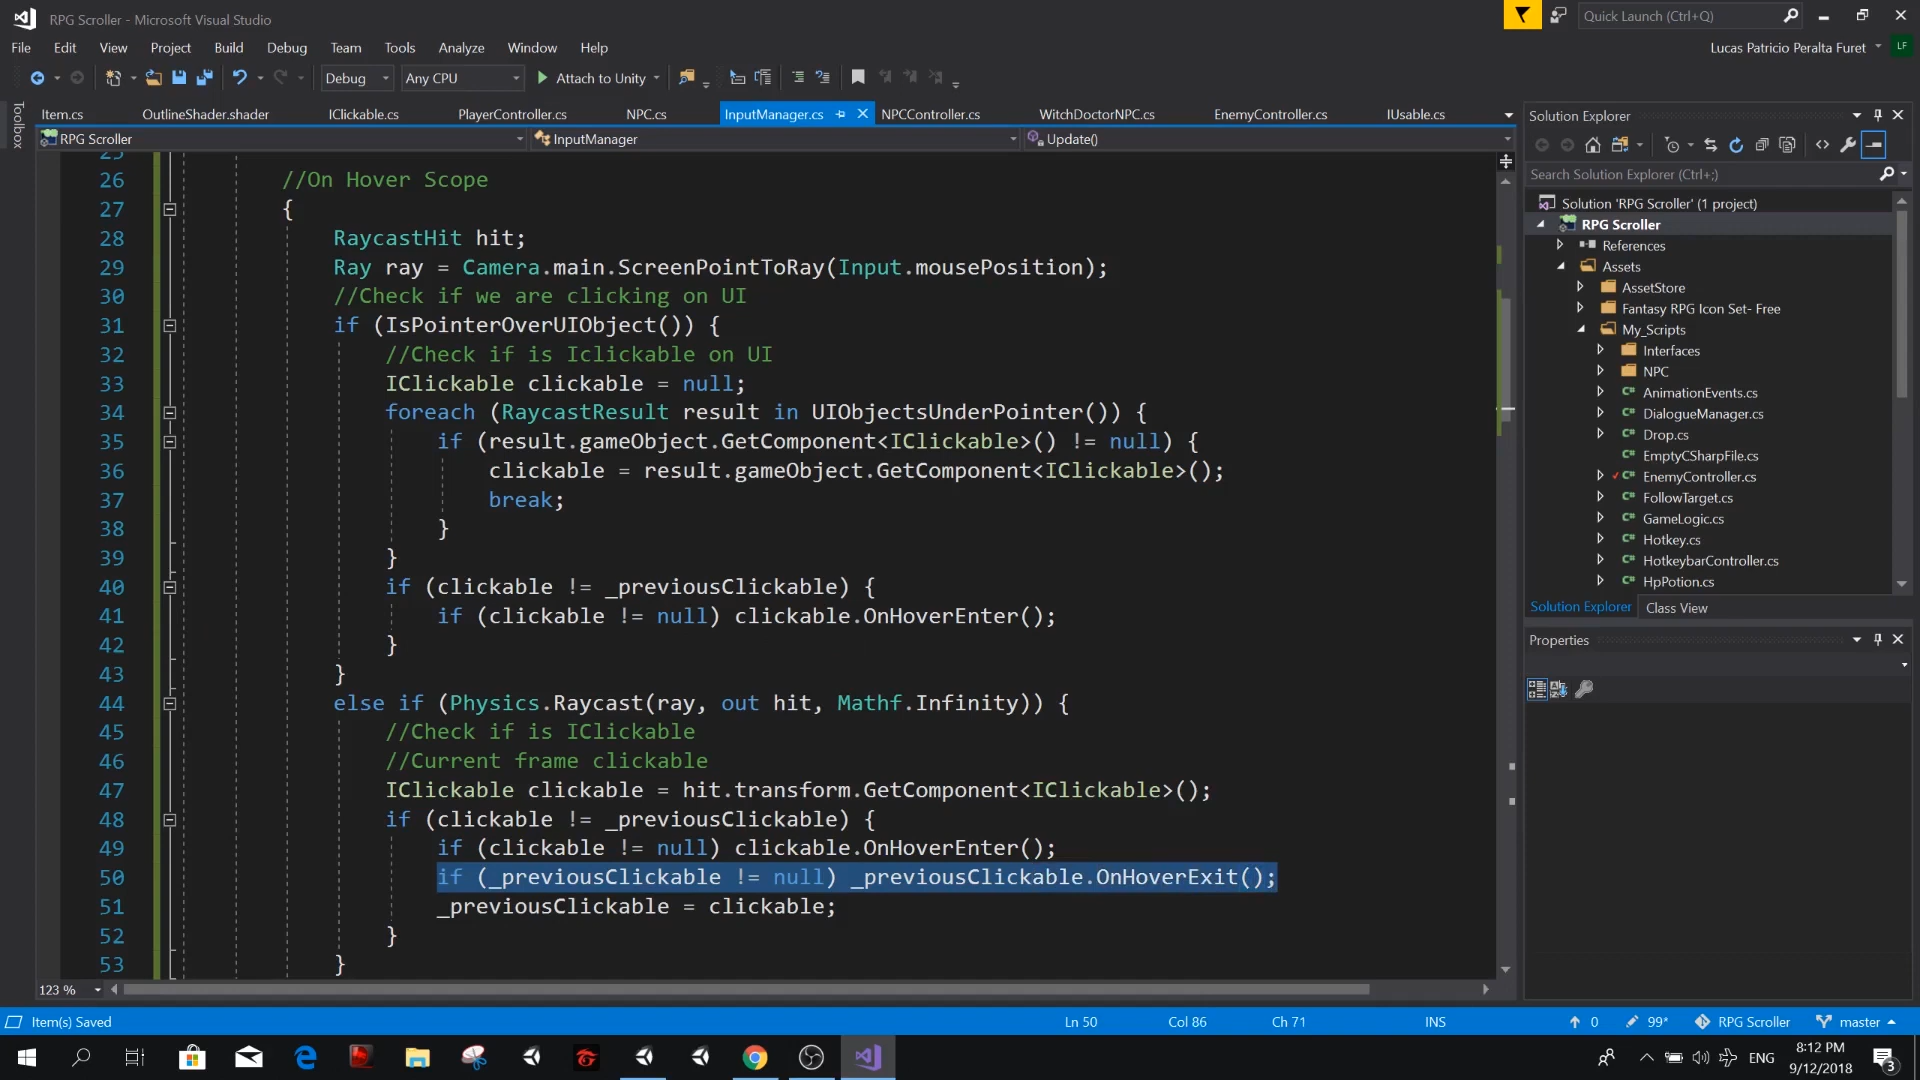 RPG Scroller - Microsoft Visual Studio
Quick Launch (Ctrl+Q)
File Edit View Project Build Debug Team Tools Analyze Window Help
Lucas Patricio Peralta Furet LF
Debug Any CPU Attach to Unity
Toolbox
Item.cs OutlineShader.shader IClickable.cs PlayerController.cs NPC.cs InputManager.cs NPCController.cs WitchDoctorNPC.cs EnemyController.cs IUsable.cs
RPG Scroller InputManager Update()
25
26 //On Hover Scope
27 {
28 RaycastHit hit;
29 Ray ray = Camera.main.ScreenPointToRay(Input.mousePosition);
30 //Check if we are clicking on UI
31 if (IsPointerOverUIObject()) {
32 //Check if is Iclickable on UI
33 IClickable clickable = null;
34 foreach (RaycastResult result in UIObjectsUnderPointer()) {
35 if (result.gameObject.GetComponent<IClickable>() != null) {
36 clickable = result.gameObject.GetComponent<IClickable>();
37 break;
38 }
39 }
40 if (clickable != _previousClickable) {
41 if (clickable != null) clickable.OnHoverEnter();
42 }
43 }
44 else if (Physics.Raycast(ray, out hit, Mathf.Infinity)) {
45 //Check if is IClickable
46 //Current frame clickable
47 IClickable clickable = hit.transform.GetComponent<IClickable>();
48 if (clickable != _previousClickable) {
49 if (clickable != null) clickable.OnHoverEnter();
50 if (_previousClickable != null) _previousClickable.OnHoverExit();
51 _previousClickable = clickable;
52 }
53 }
123 %
Solution Explorer
Search Solution Explorer (Ctrl+;)
Solution 'RPG Scroller' (1 project)
RPG Scroller
References
Assets
AssetStore
Fantasy RPG Icon Set- Free
My_Scripts
Interfaces
NPC
AnimationEvents.cs
DialogueManager.cs
Drop.cs
EmptyCSharpFile.cs
EnemyController.cs
FollowTarget.cs
GameLogic.cs
Hotkey.cs
HotkeybarController.cs
HpPotion.cs
Solution Explorer Class View
Properties
Item(s) Saved Ln 50 Col 86 Ch 71 INS 0 99* RPG Scroller master
ENG 8:12 PM
9/12/2018
3